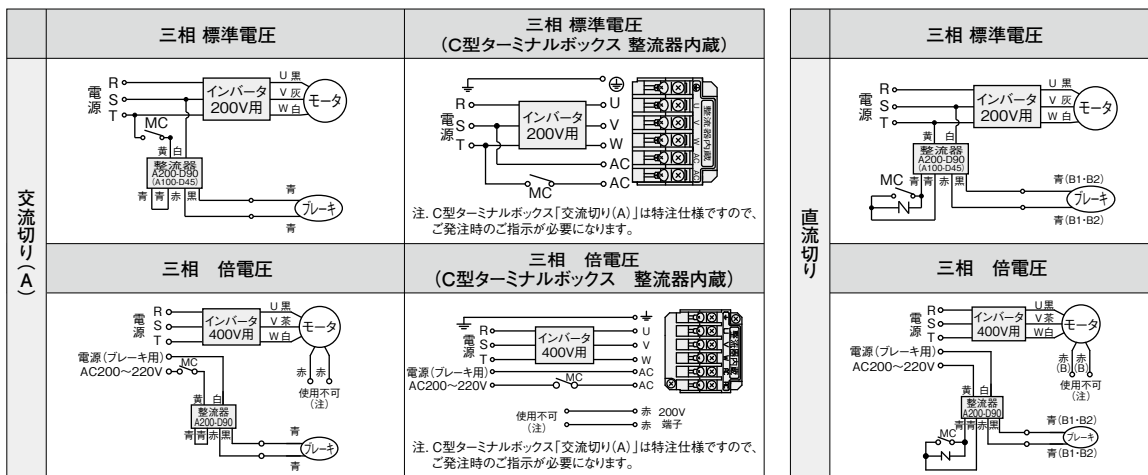 三相 標準電圧
三相 標準電圧
(C型ターミナルボックス 整流器内蔵)
交流切り(A)
R
S
T
電源
インバータ
200V用
U 黒
V 灰
W 白
モータ
MC
黄 白
整流器
A200-D90
(A100-D45)
青 青 赤 黒
青
ブレーキ
青
R
S
T
電源
インバータ
200V用
U
V
W
AC
AC
MC
U
V
W
AC
AC
整流器内蔵
注. C型ターミナルボックス「交流切り(A)」は特注仕様ですので、
ご発注時のご指示が必要になります。
三相 倍電圧
三相 倍電圧
(C型ターミナルボックス 整流器内蔵)
R
S
T
電源
インバータ
400V用
U 黒
V 茶
W 白
モータ
電源(ブレーキ用)
AC200~220V
MC
赤 赤
使用不可
(注)
黄 白
整流器
A200-D90
青 青 赤 黒
青
ブレーキ
青
R
S
T
電源
インバータ
400V用
U
V
W
電源(ブレーキ用)
AC200~220V
MC
AC
AC
整流器内蔵
使用不可
(注)
赤 200V
赤 端子
注. C型ターミナルボックス「交流切り(A)」は特注仕様ですので、
ご発注時のご指示が必要になります。
三相 標準電圧
直流切り
R
S
T
電源
インバータ
200V用
U 黒
V 灰
W 白
モータ
黄 白
整流器
A200-D90
(A100-D45)
MC
青 青 赤 黒
青(B1・B2)
ブレーキ
青(B1・B2)
三相 倍電圧
R
S
T
電源
インバータ
400V用
U 黒
V 茶
W 白
モータ
電源(ブレーキ用)
AC200~220V
赤 赤
(B) (B)
使用不可
(注)
黄 白
整流器
A200-D90
青 青 赤 黒
MC
青(B1・B2)
ブレーキ
青(B1・B2)